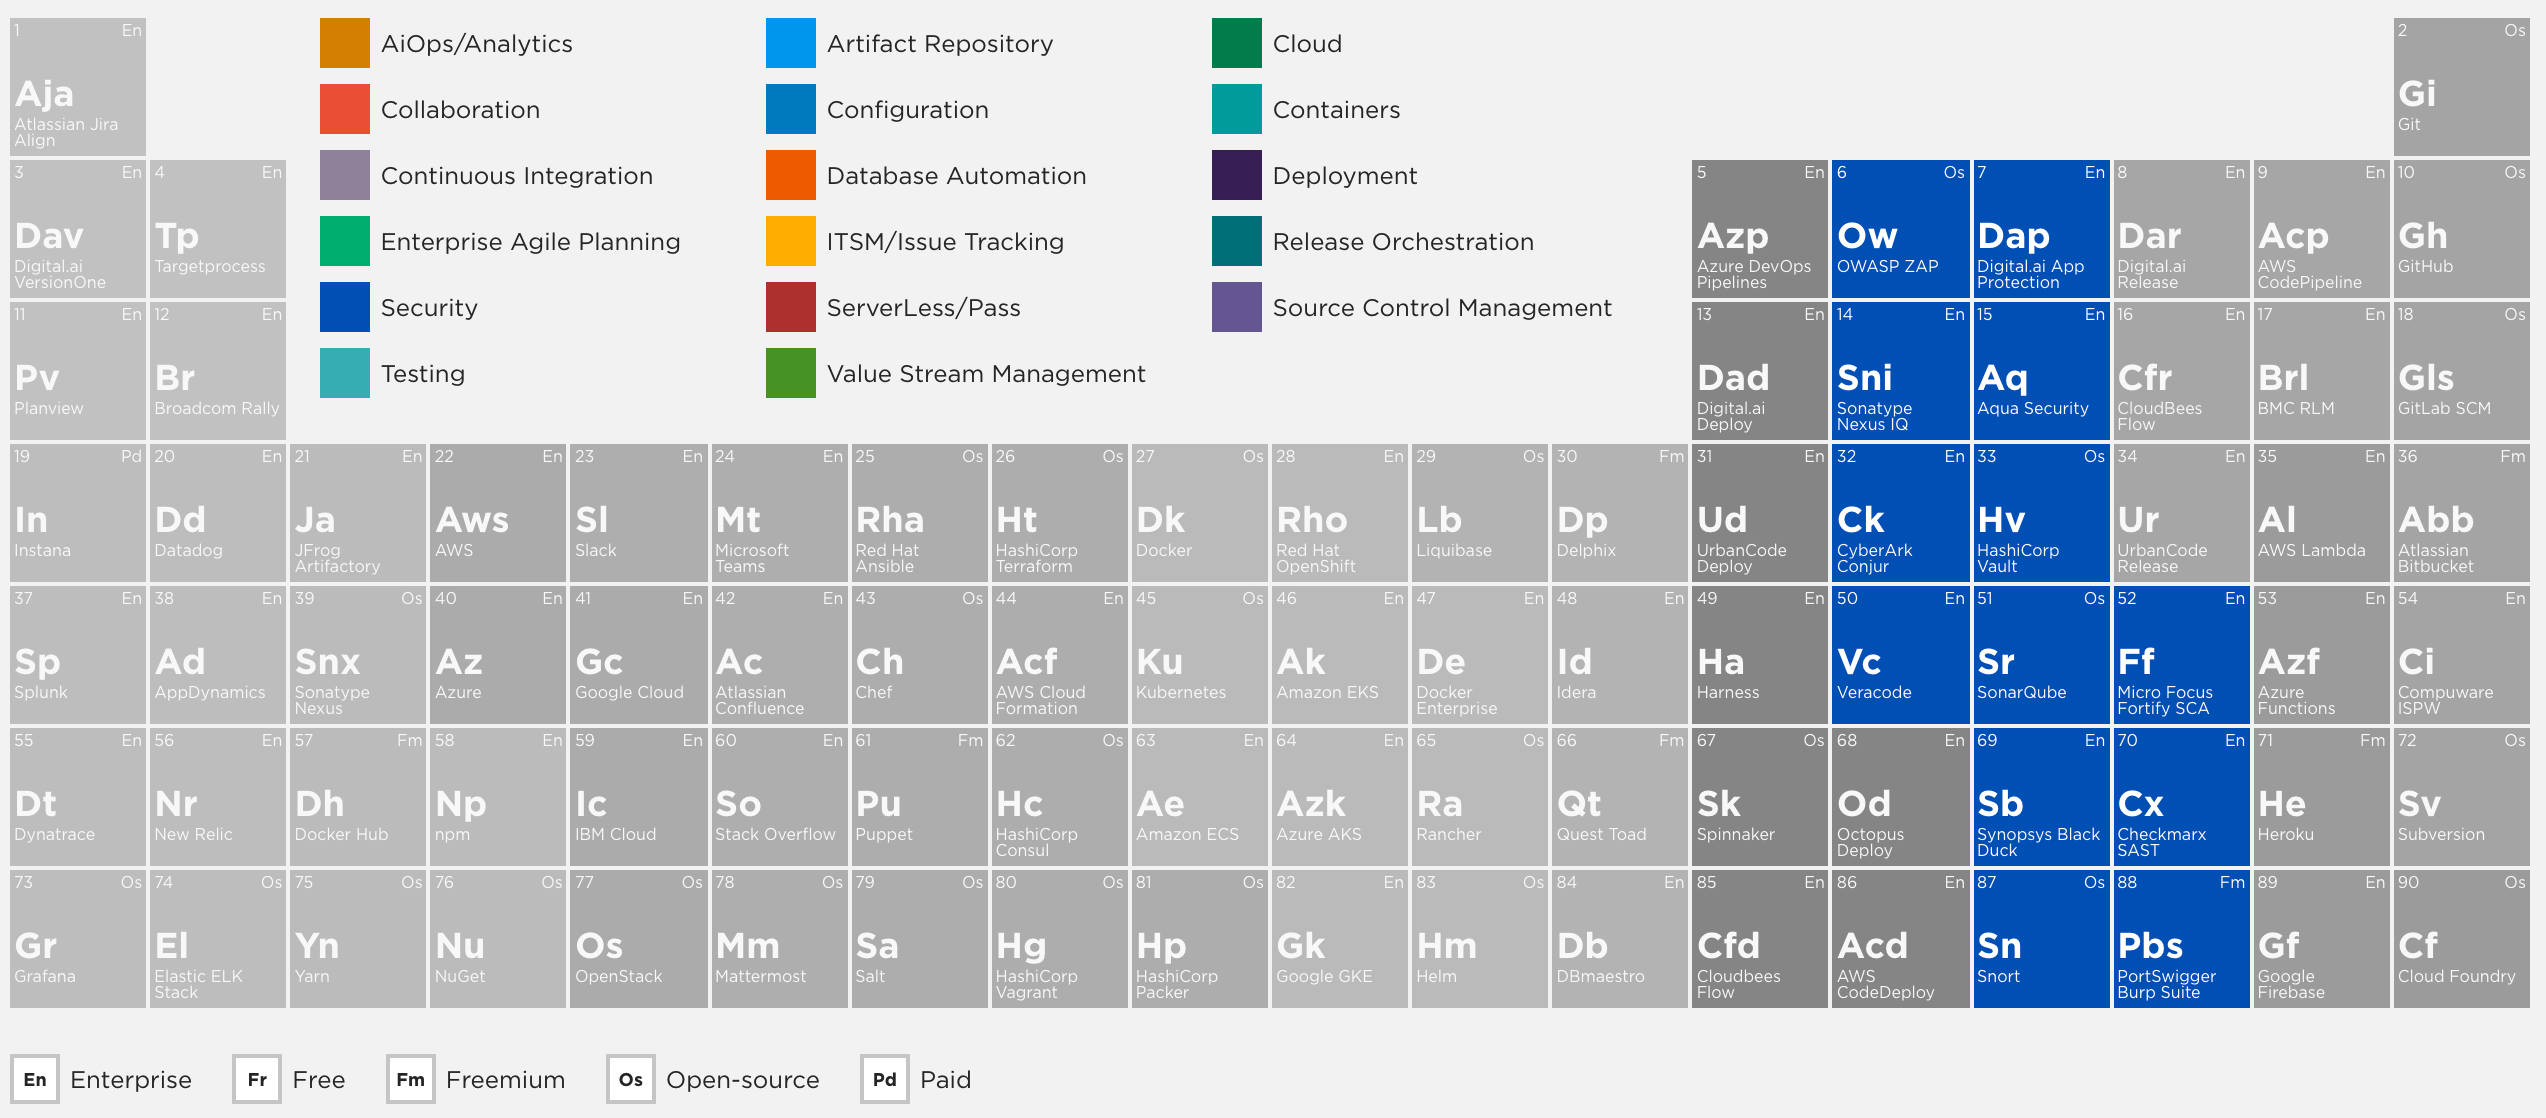 1 En
Aja
Atlassian Jira
Align
AiOps/Analytics
Artifact Repository
Cloud
Collaboration
Configuration
Containers
Continuous Integration
Database Automation
Deployment
Enterprise Agile Planning
ITSM/Issue Tracking
Release Orchestration
Security
ServerLess/Pass
Source Control Management
Testing
Value Stream Management
2 Os
Gi
Git
3 En
Dav
Digital.ai
VersionOne
4 En
Tp
Targetprocess
5 En
Azp
Azure DevOps
Pipelines
6 Os
Ow
OWASP ZAP
7 En
Dap
Digital.ai App
Protection
8 En
Dar
Digital.ai
Release
9 En
Acp
AWS
CodePipeline
10 Os
Gh
GitHub
11 En
Pv
Planview
12 En
Br
Broadcom Rally
13 En
Dad
Digital.ai
Deploy
14 En
Sni
Sonatype
Nexus IQ
15 En
Aq
Aqua Security
16 En
Cfr
CloudBees
Flow
17 En
Brl
BMC RLM
18 Os
Gls
GitLab SCM
19 Pd
In
Instana
20 En
Dd
Datadog
21 En
Ja
JFrog
Artifactory
22 En
Aws
AWS
23 En
Sl
Slack
24 En
Mt
Microsoft
Teams
25 Os
Rha
Red Hat
Ansible
26 Os
Ht
HashiCorp
Terraform
27 Os
Dk
Docker
28 En
Rho
Red Hat
OpenShift
29 Os
Lb
Liquibase
30 Fm
Dp
Delphix
31 En
Ud
UrbanCode
Deploy
32 En
Ck
CyberArk
Conjur
33 Os
Hv
HashiCorp
Vault
34 En
Ur
UrbanCode
Release
35 En
Al
AWS Lambda
36 Fm
Abb
Atlassian
Bitbucket
37 En
Sp
Splunk
38 En
Ad
AppDynamics
39 Os
Snx
Sonatype
Nexus
40 En
Az
Azure
41 En
Gc
Google Cloud
42 En
Ac
Atlassian
Confluence
43 Os
Ch
Chef
44 En
Acf
AWS Cloud
Formation
45 Os
Ku
Kubernetes
46 En
Ak
Amazon EKS
47 En
De
Docker
Enterprise
48 En
Id
Idera
49 En
Ha
Harness
50 En
Vc
Veracode
51 Os
Sr
SonarQube
52 En
Ff
Micro Focus
Fortify SCA
53 En
Azf
Azure
Functions
54 En
Ci
Compuware
ISPW
55 En
Dt
Dynatrace
56 En
Nr
New Relic
57 Fm
Dh
Docker Hub
58 En
Np
npm
59 En
Ic
IBM Cloud
60 En
So
Stack Overflow
61 Fm
Pu
Puppet
62 Os
Hc
HashiCorp
Consul
63 En
Ae
Amazon ECS
64 En
Azk
Azure AKS
65 Os
Ra
Rancher
66 Fm
Qt
Quest Toad
67 Os
Sk
Spinnaker
68 En
Od
Octopus
Deploy
69 En
Sb
Synopsys Black
Duck
70 En
Cx
Checkmarx
SAST
71 Fm
He
Heroku
72 Os
Sv
Subversion
73 Os
Gr
Grafana
74 Os
El
Elastic ELK
Stack
75 Os
Yn
Yarn
76 Os
Nu
NuGet
77 Os
Os
OpenStack
78 Os
Mm
Mattermost
79 Os
Sa
Salt
80 Os
Hg
HashiCorp
Vagrant
81 Os
Hp
HashiCorp
Packer
82 En
Gk
Google GKE
83 Os
Hm
Helm
84 En
Db
DBmaestro
85 En
Cfd
Cloudbees
Flow
86 En
Acd
AWS
CodeDeploy
87 Os
Sn
Snort
88 Fm
Pbs
PortSwigger
Burp Suite
89 En
Gf
Google
Firebase
90 Os
Cf
Cloud Foundry
En Enterprise
Fr Free
Fm Freemium
Os Open-source
Pd Paid